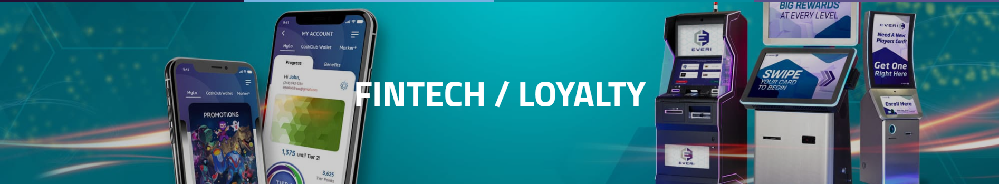 9:41
MyLo
CashClub Wallet
Marker+
PROMOTIONS
9:41
MY ACCOUNT
MyLo
CashClub Wallet
Marker+
Progress
Benefits
Hi John,
(248) 942-1234
emailaddress@gmail.com
1,375 until Tier 2!
3,625
Tier Points
TIER
FINTECH / LOYALTY
EVERI
EVERI
BIG REWARDS
AT EVERY LEVEL
EVERI
SWIPE
YOUR CARD
TO BEGIN
EVERI
Need A New
Players Card?
Get One
Right Here
Enroll Here